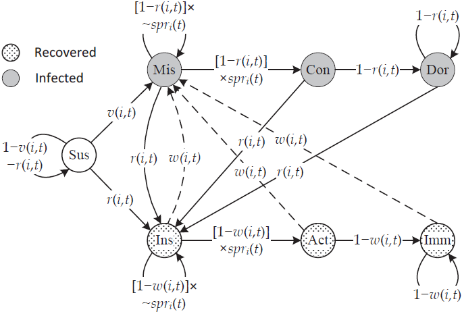 [1−r(i,t)]×
~spri(t)
1−r(i,t)
Recovered
Infected
Mis
[1−r(i,t)]
×spri(t)
Con
1−r(i,t)
Dor
v(i,t)
1−v(i,t)
−r(i,t)
Sus
r(i,t)
w(i,t)
r(i,t)
w(i,t)
w(i,t)
r(i,t)
r(i,t)
Ins
[1−w(i,t)]
×spri(t)
Act
1−w(i,t)
Imm
[1−w(i,t)]×
~spri(t)
1−w(i,t)